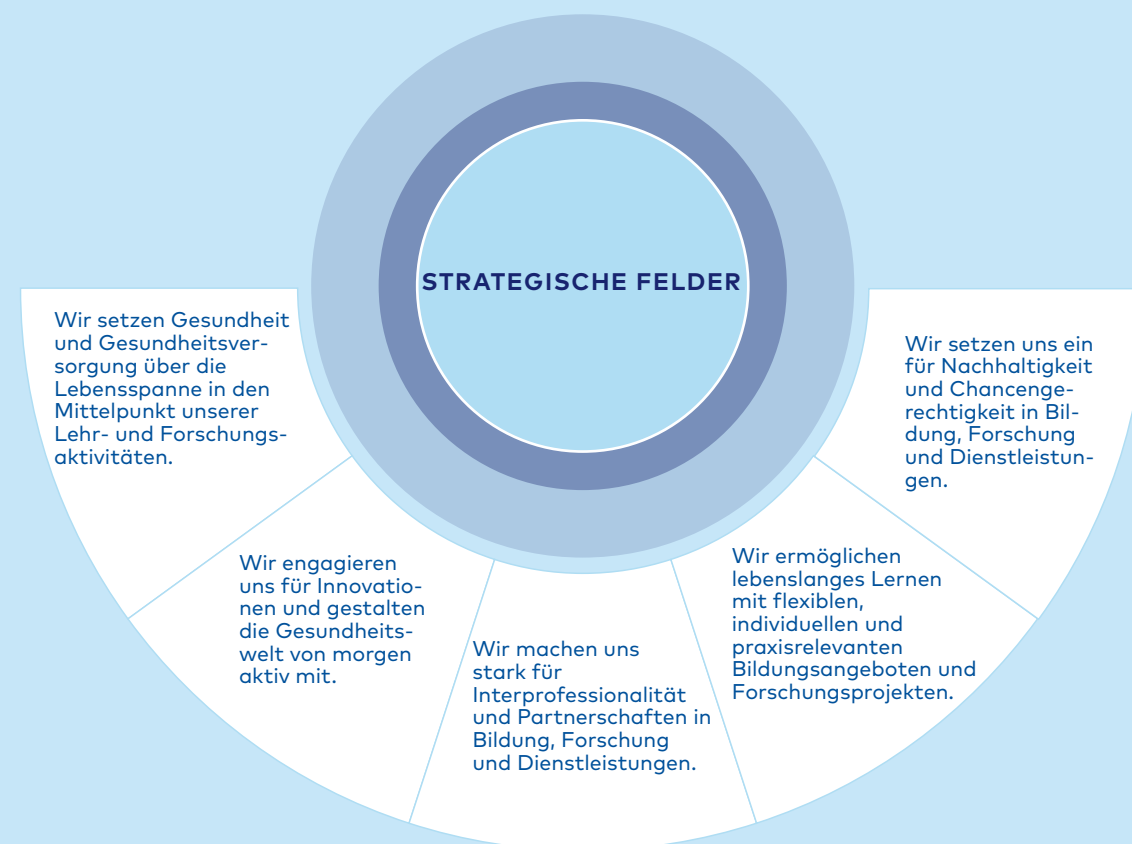 STRATEGISCHE FELDER
Wir setzen Gesundheit
und Gesundheitsver-
sorgung über die
Lebensspanne in den
Mittelpunkt unserer
Lehr- und Forschungs-
aktivitäten.
Wir engagieren
uns für Innovatio-
nen und gestalten
die Gesundheits-
welt von morgen
aktiv mit.
Wir machen uns
stark für
Interprofessionalität
und Partnerschaften in
Bildung, Forschung
und Dienstleistungen.
Wir ermöglichen
lebenslanges Lernen
mit flexiblen,
individuellen und
praxisrelevanten
Bildungsangeboten und
Forschungsprojekten.
Wir setzen uns ein
für Nachhaltigkeit
und Chancenge-
rechtigkeit in Bil-
dung, Forschung
und Dienstleistun-
gen.